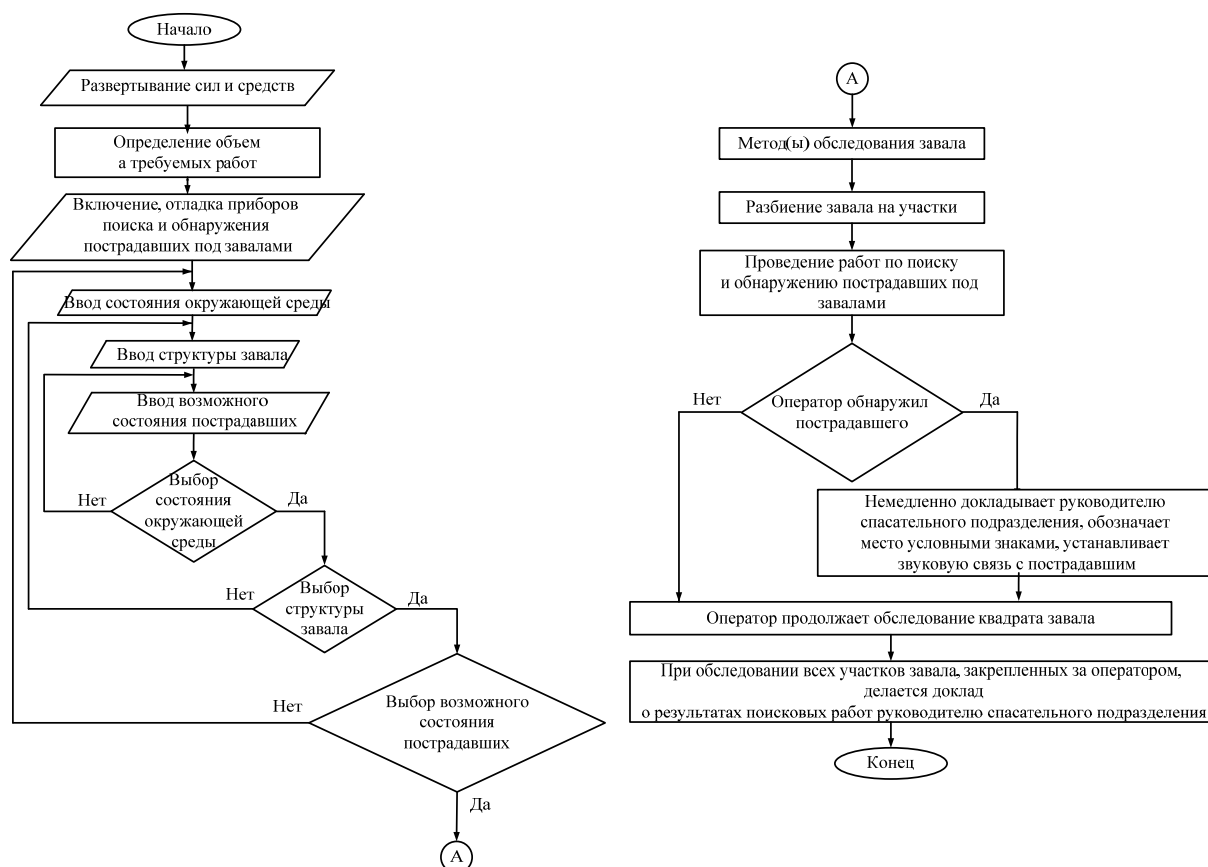 Начало
Развертывание сил и средств
Определение объем
а требуемых работ
Включение, отладка приборов
поиска и обнаружения
пострадавших под завалами
Ввод состояния окружающей среды
Ввод структуры завала
Ввод возможного
состояния пострадавших
Выбор
состояния
окружающей
среды
Нет
Да
Выбор
структуры
завала
Нет
Да
Выбор возможного
состояния
пострадавших
Нет
Да
А
А
Метод(ы) обследования завала
Разбиение завала на участки
Проведение работ по поиску
и обнаружению пострадавших под
завалами
Оператор обнаружил
пострадавшего
Нет
Да
Немедленно докладывает руководителю
спасательного подразделения, обозначает
место условными знаками, устанавливает
звуковую связь с пострадавшим
Оператор продолжает обследование квадрата завала
При обследовании всех участков завала, закрепленных за оператором,
делается доклад
о результатах поисковых работ руководителю спасательного подразделения
Конец